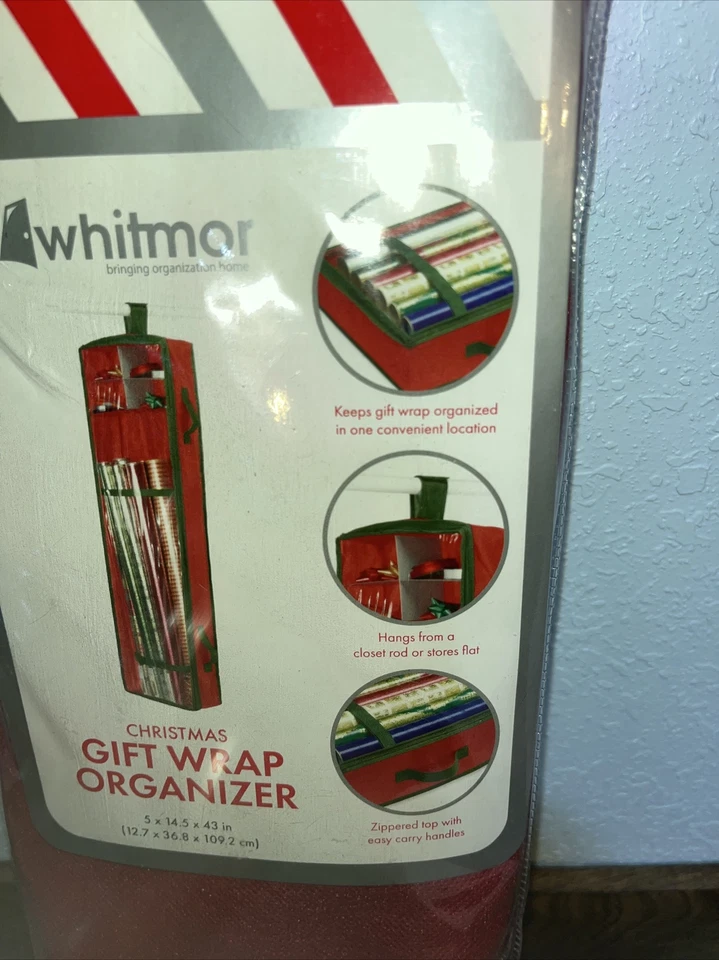 whitmor
bringing organization home
Keeps gift wrap organized
in one convenient location
Hangs from a
closet rod or stores flat
CHRISTMAS
GIFT WRAP
ORGANIZER
5 x 14.5 x 43 in
(12.7 x 36.8 x 109.2 cm)
Zippered top with
easy carry handles